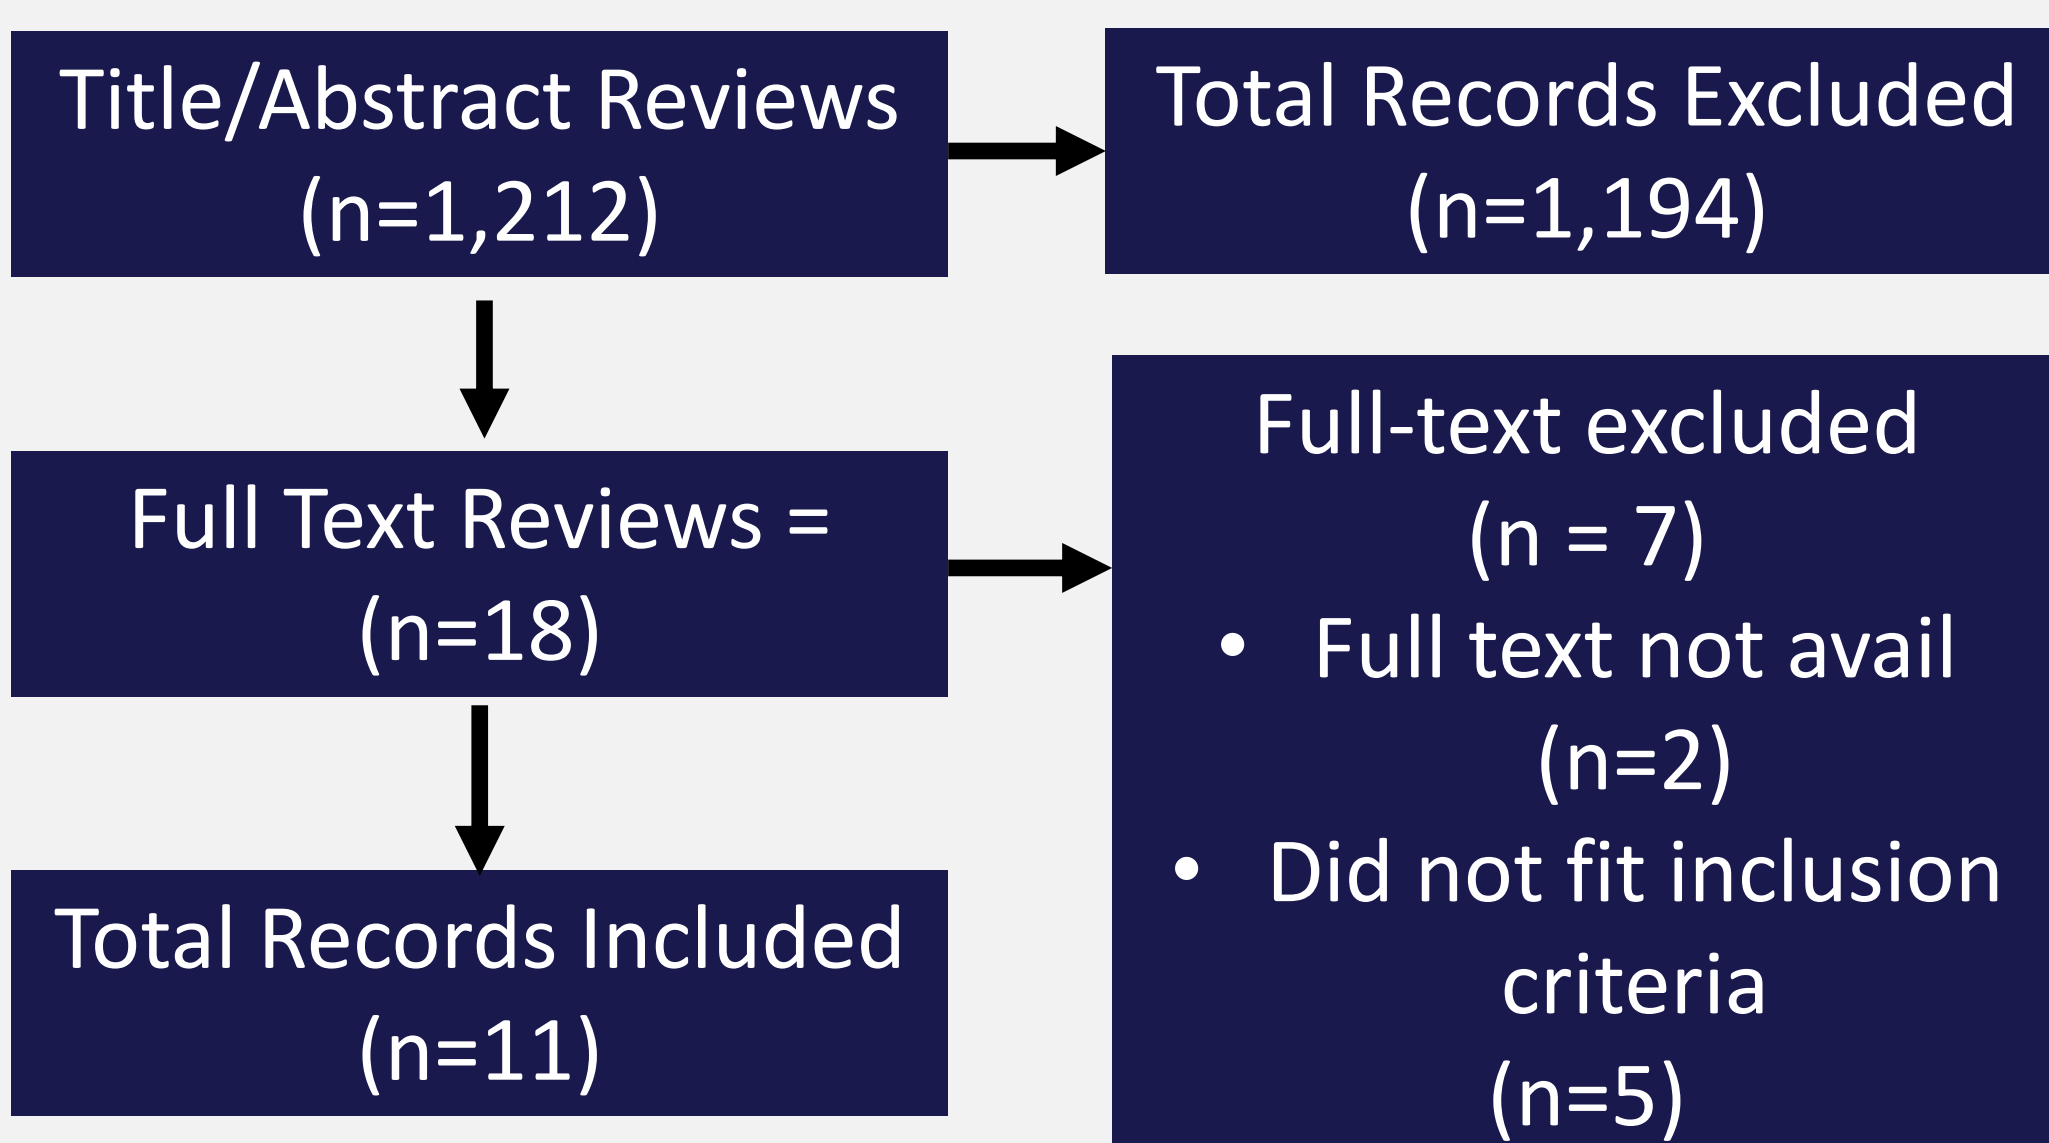 Title/Abstract Reviews
(n=1,212)
Total Records Excluded
(n=1,194)
Full Text Reviews =
(n=18)
Full-text excluded
(n = 7)
• Full text not avail
(n=2)
• Did not fit inclusion
criteria
(n=5)
Total Records Included
(n=11)